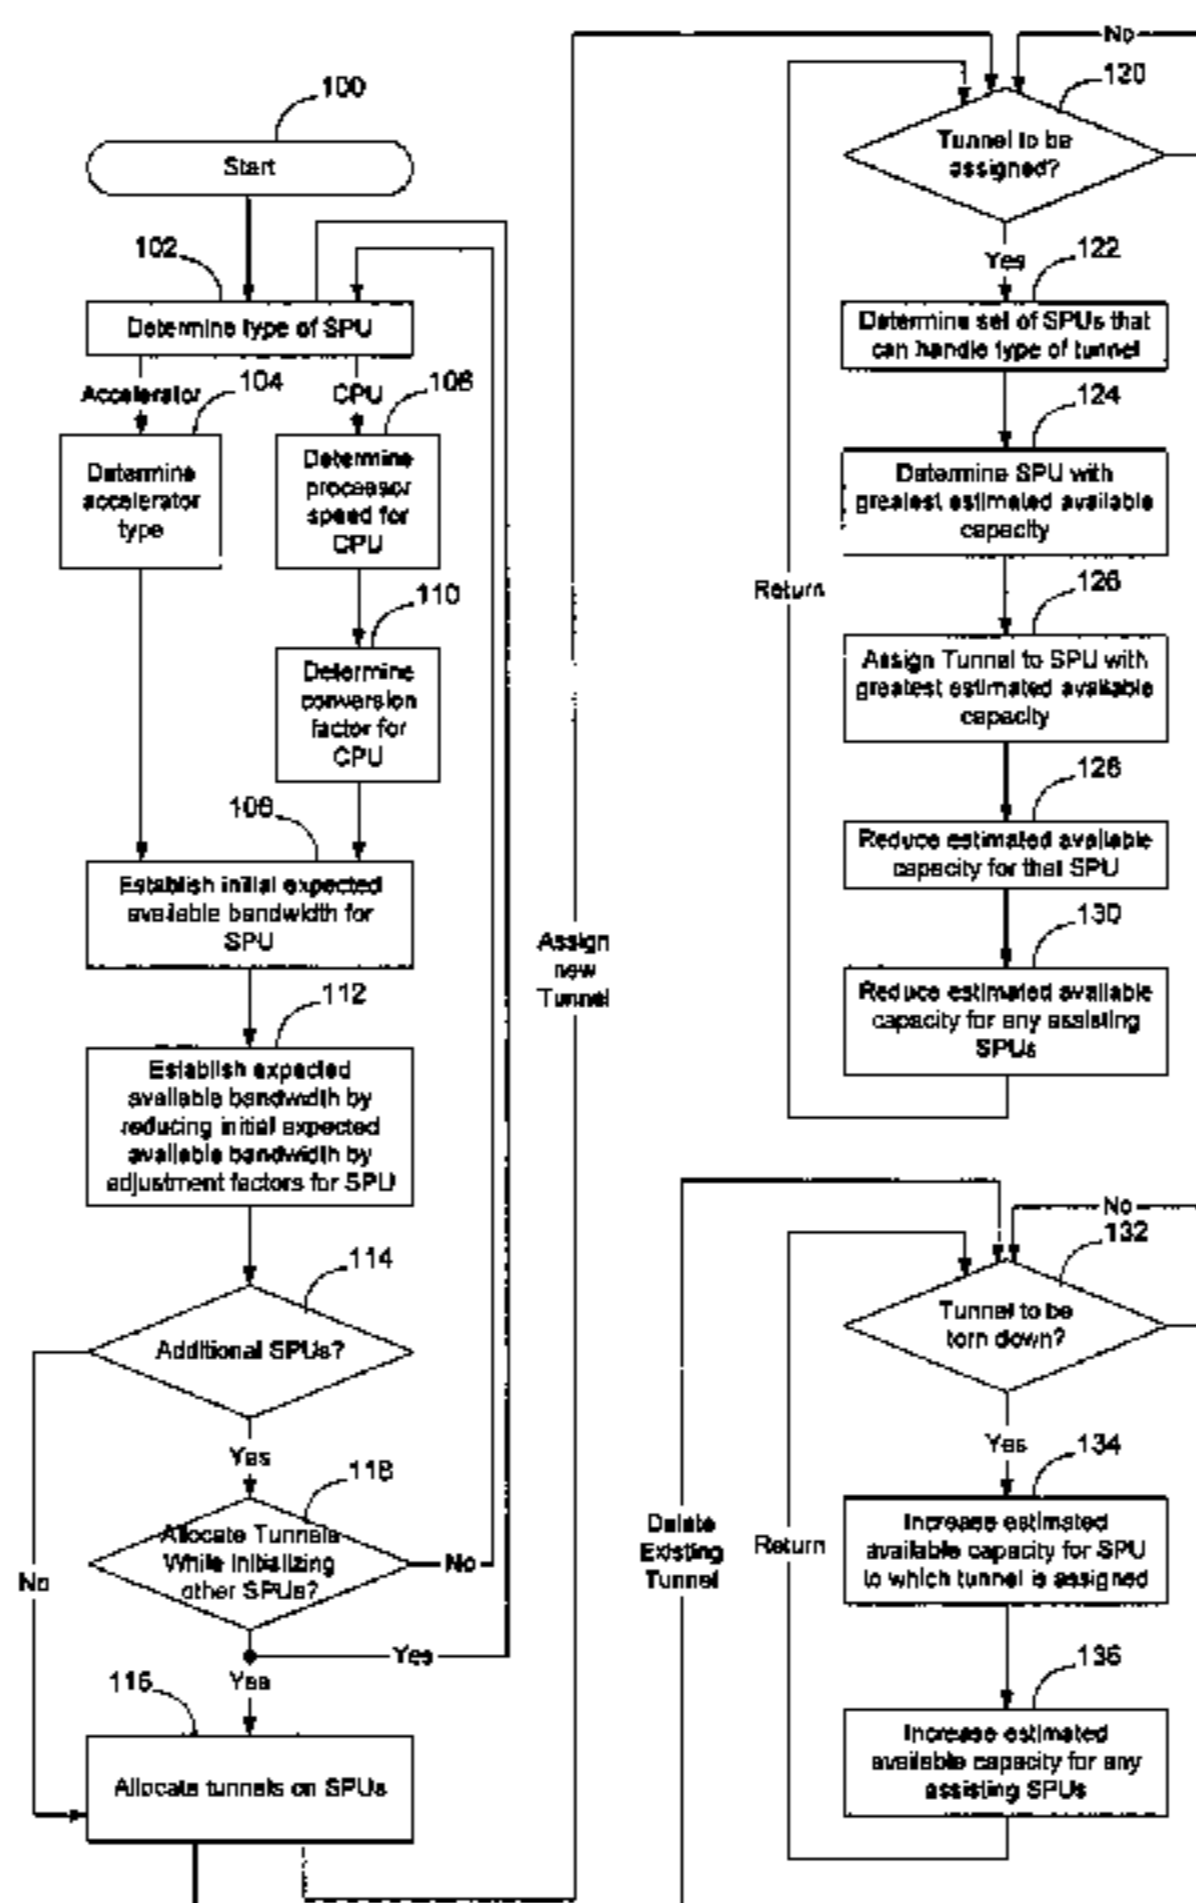 100
Start
102
Determine type of SPU
Accelerator
104
CPU
106
Determine
accelerator
type
Determine
processor
speed for
CPU
110
Determine
conversion
factor for
CPU
108
Establish initial expected
available bandwidth for
SPU
112
Establish expected
available bandwidth by
reducing initial expected
available bandwidth by
adjustment factors for SPU
114
Additional SPUs?
Yes
118
Allocate Tunnels
While Initializing
other SPUs?
No
No
Yes
Yes
116
Allocate tunnels on SPUs
Assign
new
Tunnel
Delete
Existing
Tunnel
No
120
Tunnel to be
assigned?
Yes
122
Determine set of SPUs that
can handle type of tunnel
124
Determine SPU with
greatest estimated available
capacity
Return
126
Assign Tunnel to SPU with
greatest estimated available
capacity
128
Reduce estimated available
capacity for that SPU
130
Reduce estimated available
capacity for any assisting
SPUs
No
132
Tunnel to be
torn down?
Yes
134
Increase estimated
available capacity for SPU
to which tunnel is assigned
Return
136
Increase estimated
available capacity for any
assisting SPUs